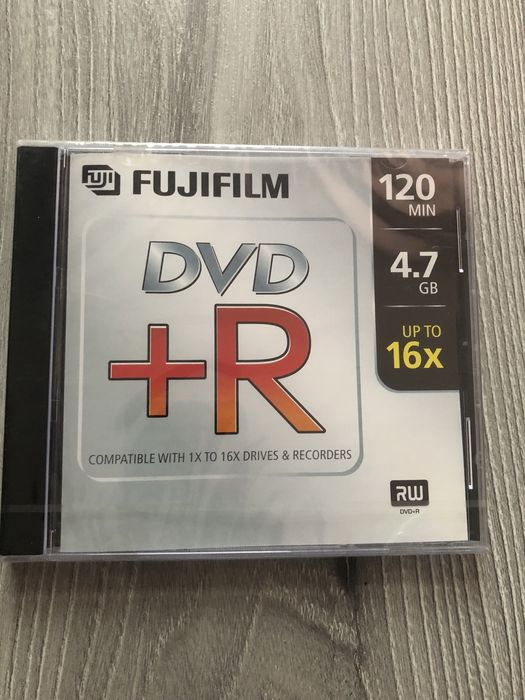 FUJI FUJIFILM
DVD
+R
COMPATIBLE WITH 1X TO 16X DRIVES & RECORDERS
120
MIN
4.7
GB
UP TO
16x
RW
DVD+R